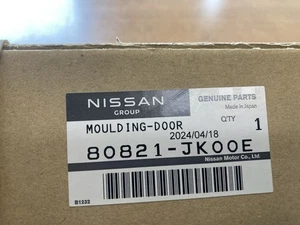 NISSAN
GROUP
GENUINE PARTS
Made in Japan
MOULDING-DOOR
2024/04/18
QTY 1
80821-JK00E
Nissan Motor Co., Ltd
B1333